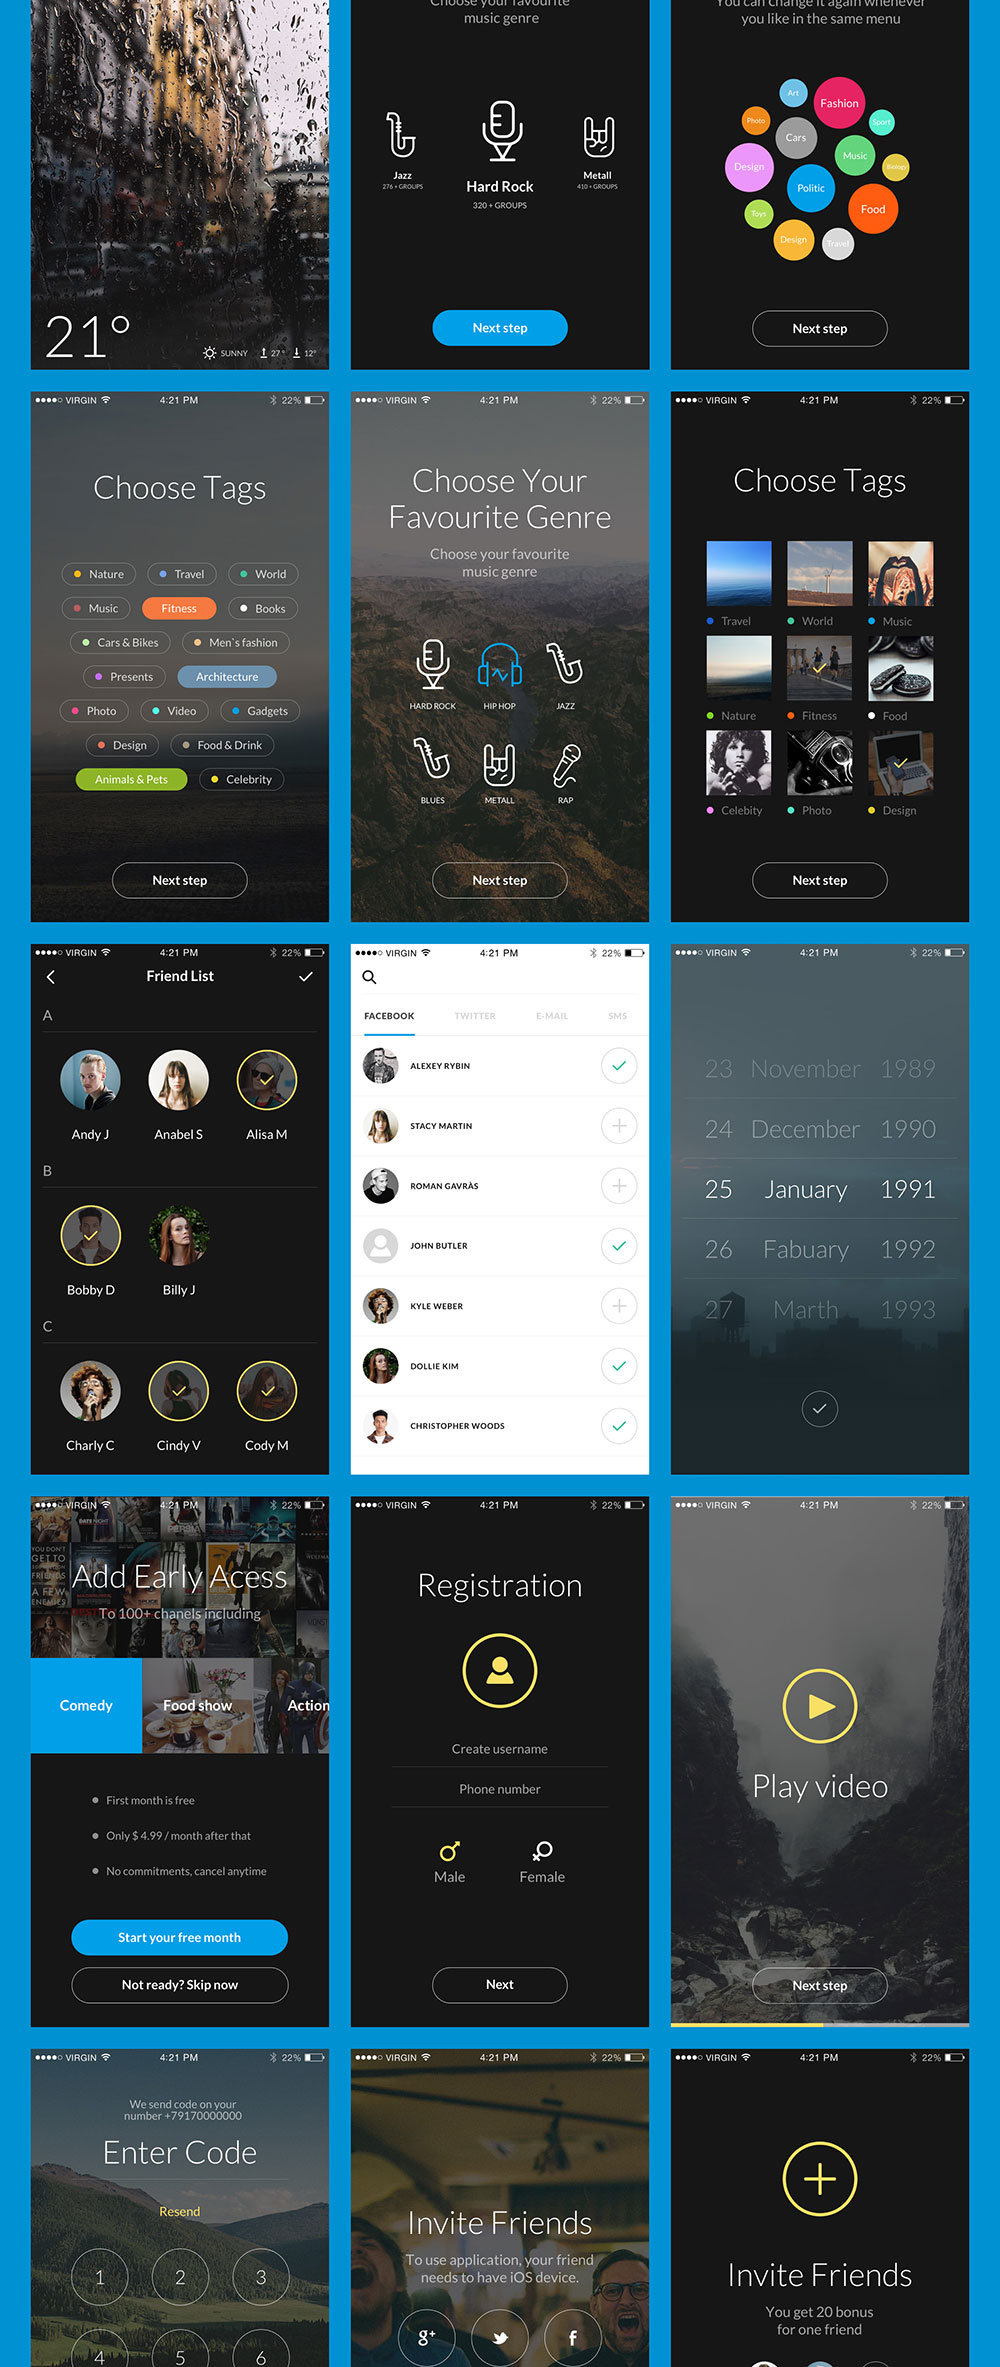 21°
SUNNY 27° 12°
Choose your favourite
music genre
Jazz
276 + GROUPS
Hard Rock
320 + GROUPS
Metall
410 + GROUPS
Next step
You can change it again whenever
you like in the same menu
Art
Fashion
Photo
Sport
Cars
Music
Design
Biology
Politic
Toys
Food
Design
Travel
Next step
VIRGIN 4:21 PM 22%
Choose Tags
Nature Travel World
Music Fitness Books
Cars & Bikes Men`s fashion
Presents Architecture
Photo Video Gadgets
Design Food & Drink
Animals & Pets Celebrity
Next step
VIRGIN 4:21 PM 22%
Choose Your
Favourite Genre
Choose your favourite
music genre
HARD ROCK HIP HOP JAZZ
BLUES METALL RAP
Next step
VIRGIN 4:21 PM 22%
Choose Tags
Travel World Music
Nature Fitness Food
Celebity Photo Design
Next step
VIRGIN 4:21 PM 22%
Friend List
A
Andy J Anabel S Alisa M
B
Bobby D Billy J
C
Charly C Cindy V Cody M
VIRGIN 4:21 PM 22%
FACEBOOK TWITTER E-MAIL SMS
ALEXEY RYBIN
STACY MARTIN
ROMAN GAVRÀS
JOHN BUTLER
KYLE WEBER
DOLLIE KIM
CHRISTOPHER WOODS
VIRGIN 4:21 PM 22%
23 November 1989
24 December 1990
25 January 1991
26 Fabuary 1992
27 Marth 1993
VIRGIN 4:21 PM 22%
DATE NIGHT
YOU DON'T
GET TO
FRIENDS
A FEW
ENEMIES
Add Early Acess
To 100+ chanels including
Comedy Food show Action
First month is free
Only $ 4.99 / month after that
No commitments, cancel anytime
Start your free month
Not ready? Skip now
VIRGIN 4:21 PM 22%
Registration
Create username
Phone number
Male Female
Next
VIRGIN 4:21 PM 22%
Play video
Next step
VIRGIN 4:21 PM 22%
We send code on your
number +79170000000
Enter Code
Resend
1 2 3
4 5 6
VIRGIN 4:21 PM 22%
Invite Friends
To use application, your friend
needs to have iOS device.
g+ f
VIRGIN 4:21 PM 22%
Invite Friends
You get 20 bonus
for one friend